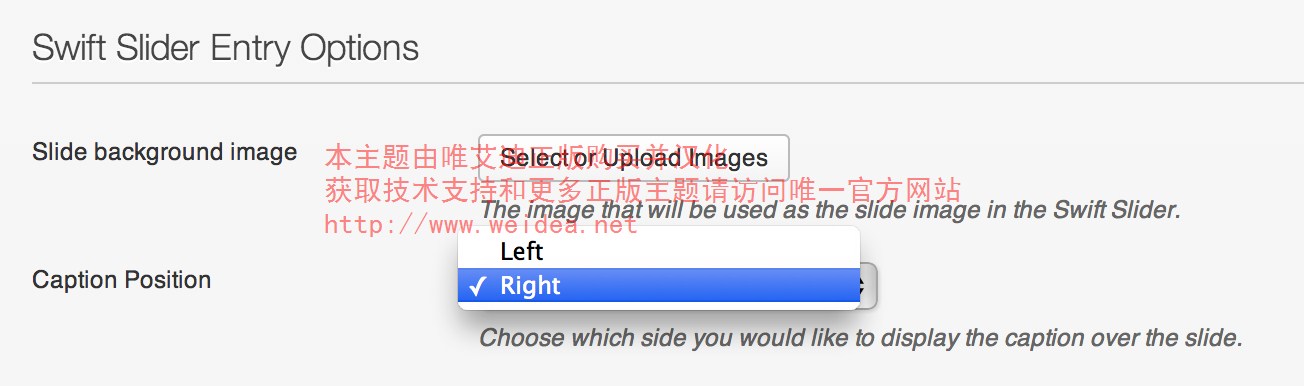 Swift Slider Entry Options
Slide background image
Select or Upload Images
本主题由唯艾迪正版购买并汉化
获取技术支持和更多正版主题请访问唯一官方网站
The image that will be used as the slide image in the Swift Slider.
http://www.weidea.net
Left
Caption Position
✓ Right
Choose which side you would like to display the caption over the slide.